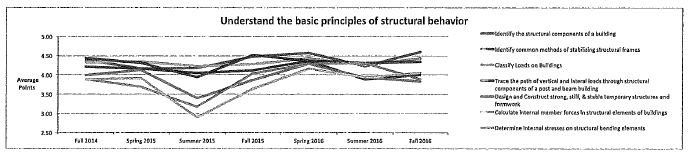 Understand the basic principles of structural behavior
5.00
4.50
4.00
3.50
3.00
2.50
Average
Points
Fall 2014
Spring 2015
Summer 2015
Fall 2015
Spring 2016
Summer 2016
Fall 2016
Identify the structural components of a building
Identify common methods of stabilizing structural frames
Classify Loads on Buildings
Trace the path of vertical and lateral loads through structural
components of a post and beam building
Design and Construct strong, still, & stable temporary structures and
formwork
Calculate internal member forces in structural elements of buildings
Determine internal stresses on structural bending elements